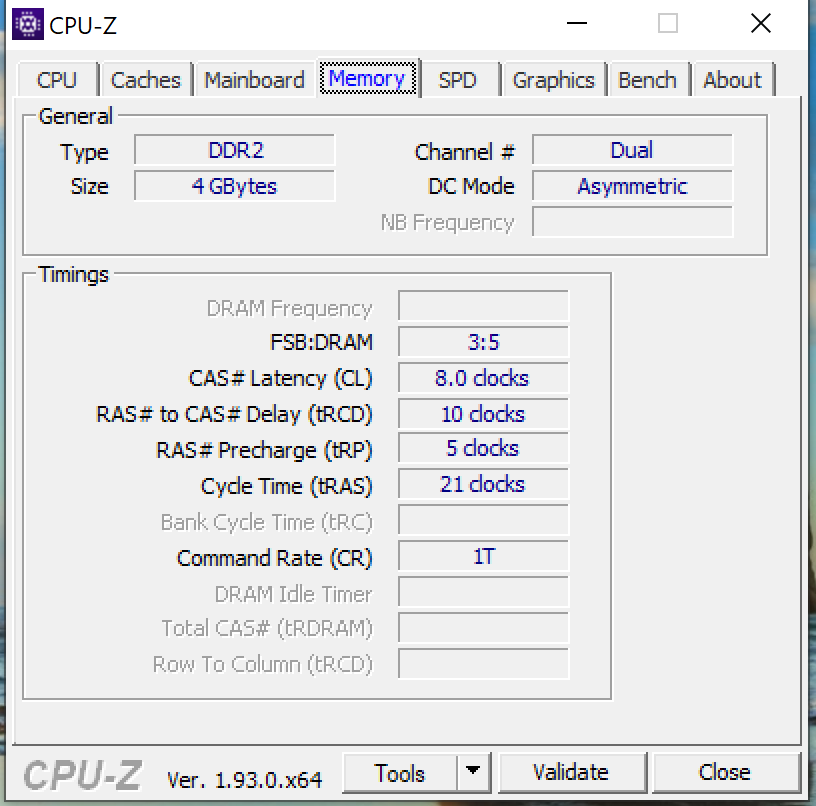 CPU-Z
CPU Caches Mainboard Memory SPD Graphics Bench About
General
Type DDR2 Channel # Dual
Size 4 GBytes DC Mode Asymmetric
NB Frequency
Timings
DRAM Frequency
FSB:DRAM 3:5
CAS# Latency (CL) 8.0 clocks
RAS# to CAS# Delay (tRCD) 10 clocks
RAS# Precharge (tRP) 5 clocks
Cycle Time (tRAS) 21 clocks
Bank Cycle Time (tRC)
Command Rate (CR) 1T
DRAM Idle Timer
Total CAS# (tRDRAM)
Row To Column (tRCD)
CPU-Z Ver. 1.93.0.x64 Tools Validate Close